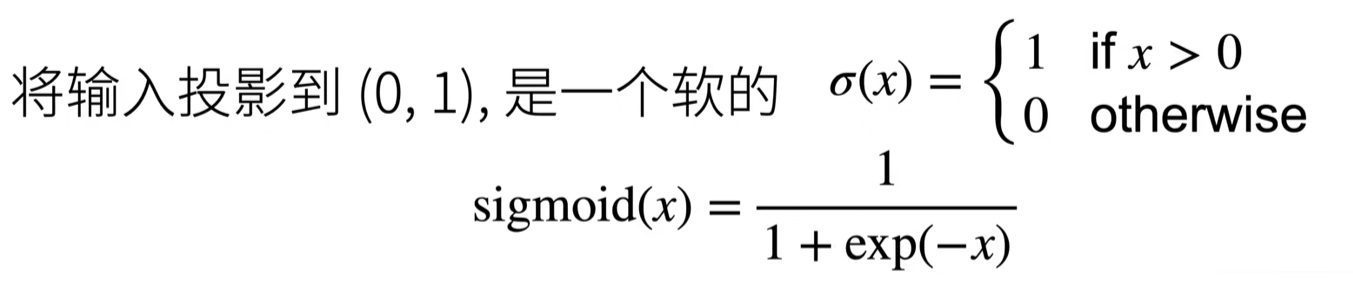 将输入投影到 (0, 1), 是一个软的 σ(x) = { 1 if x > 0
0 otherwise
sigmoid(x) = 1 / (1 + exp(−x))